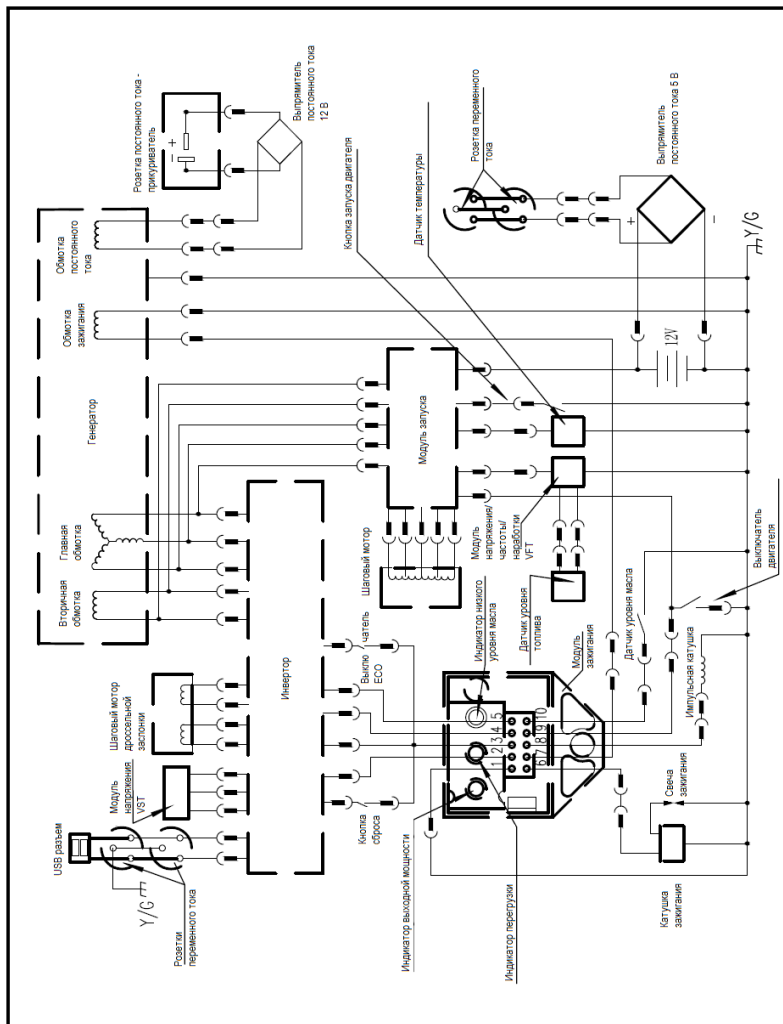 Розетка постоянного тока -
прикуриватель
+
−
Выпрямитель
постоянного тока
12 В
Обмотка
постоянного
тока
Обмотка
зажигания
Генератор
Главная
обмотка
Вторичная
обмотка
Кнопка запуска двигателя
Датчик температуры
Розетка переменного
тока
Выпрямитель
постоянного тока 5 В
+
−
Y/G
12V
Модуль запуска
Шаговый мотор
Модуль
напряжения/
частоты/
наработки
VFT
Индикатор низкого
уровня масла
Датчик уровня
топлива
Модуль
зажигания
Датчик уровня масла
Выключатель
двигателя
Импульсная катушка
Свеча
зажигания
Катушка
зажигания
Инвертор
Выключатель
ECO
Кнопка
сброса
Шаговый мотор
дроссельной
заслонки
Модуль
напряжения
VST
USB разъем
Y/G
Розетки
переменного тока
Индикатор выходной мощности
Индикатор перегрузки
1 2 3 4 5
6 7 8 9 10